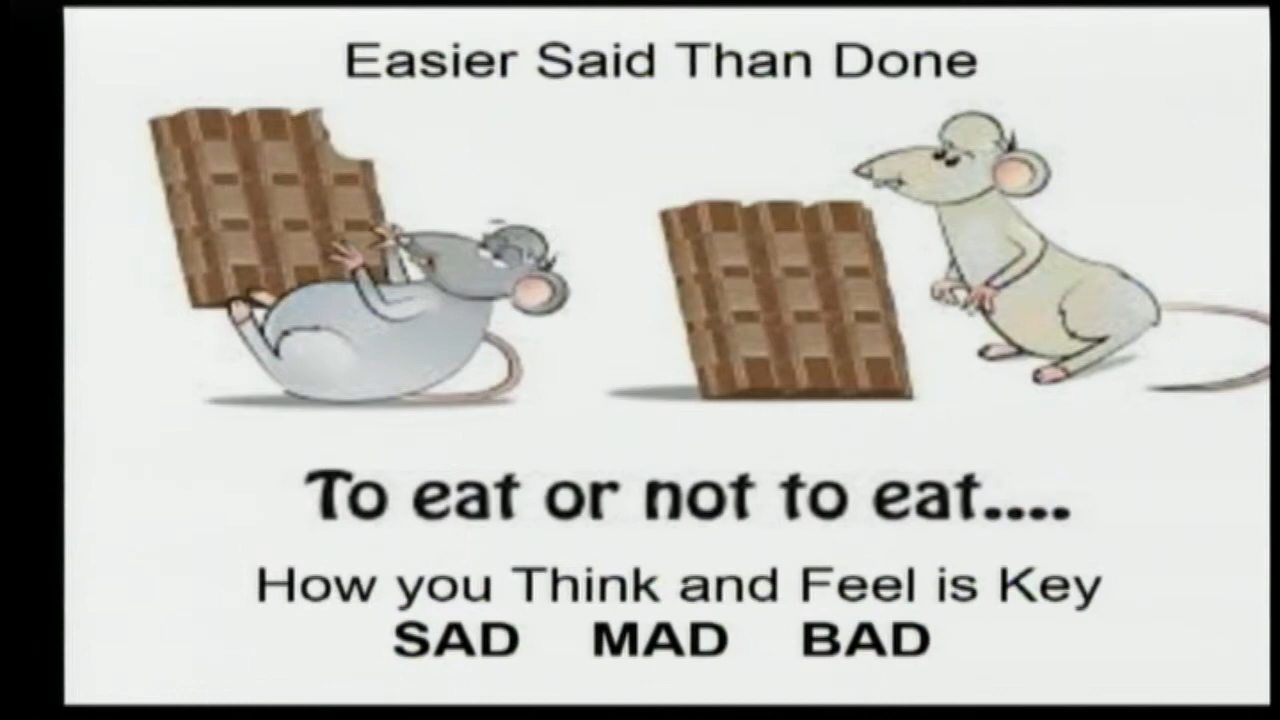 Easier Said Than Done
To eat or not to eat....
How you Think and Feel is Key
SAD MAD BAD